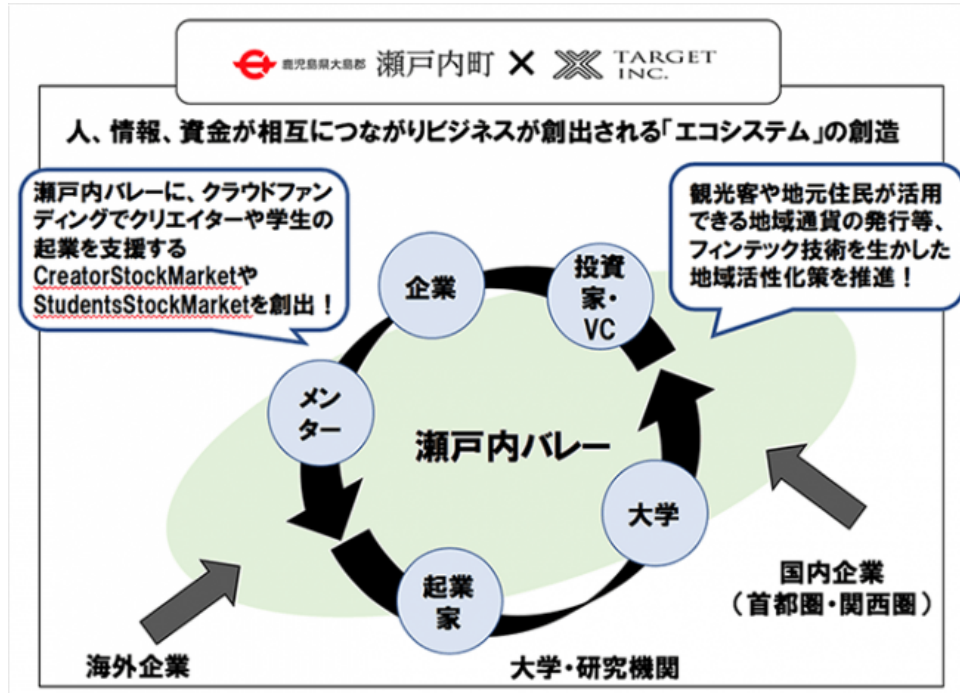 鹿児島県大島郡 瀬戸内町 × TARGET
INC.
人、情報、資金が相互につながりビジネスが創出される「エコシステム」の創造
瀬戸内バレーに、クラウドファン
ディングでクリエイターや学生の
起業を支援する
CreatorStockMarketや
StudentsStockMarketを創出！
観光客や地元住民が活用
できる地域通貨の発行等、
フィンテック技術を生かした
地域活性化策を推進！
企業
投資
家・
VC
メン
ター
瀬戸内バレー
大学
起業
家
国内企業
（首都圏・関西圏）
海外企業
大学・研究機関